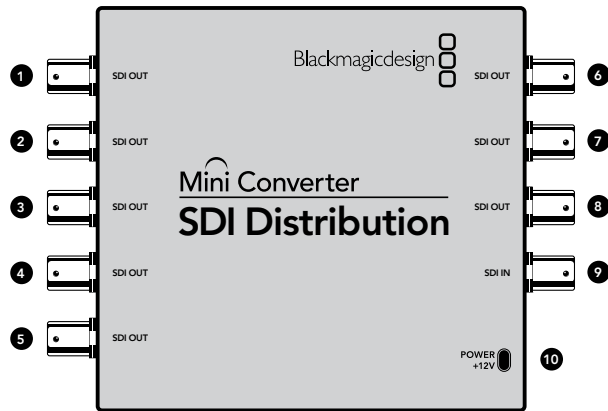 Blackmagicdesign
1 SDI OUT
SDI OUT 6
2 SDI OUT
SDI OUT 7
Mini Converter
3 SDI OUT
SDI OUT 8
SDI Distribution
4 SDI OUT
SDI IN 9
5 SDI OUT
POWER
+12V
10